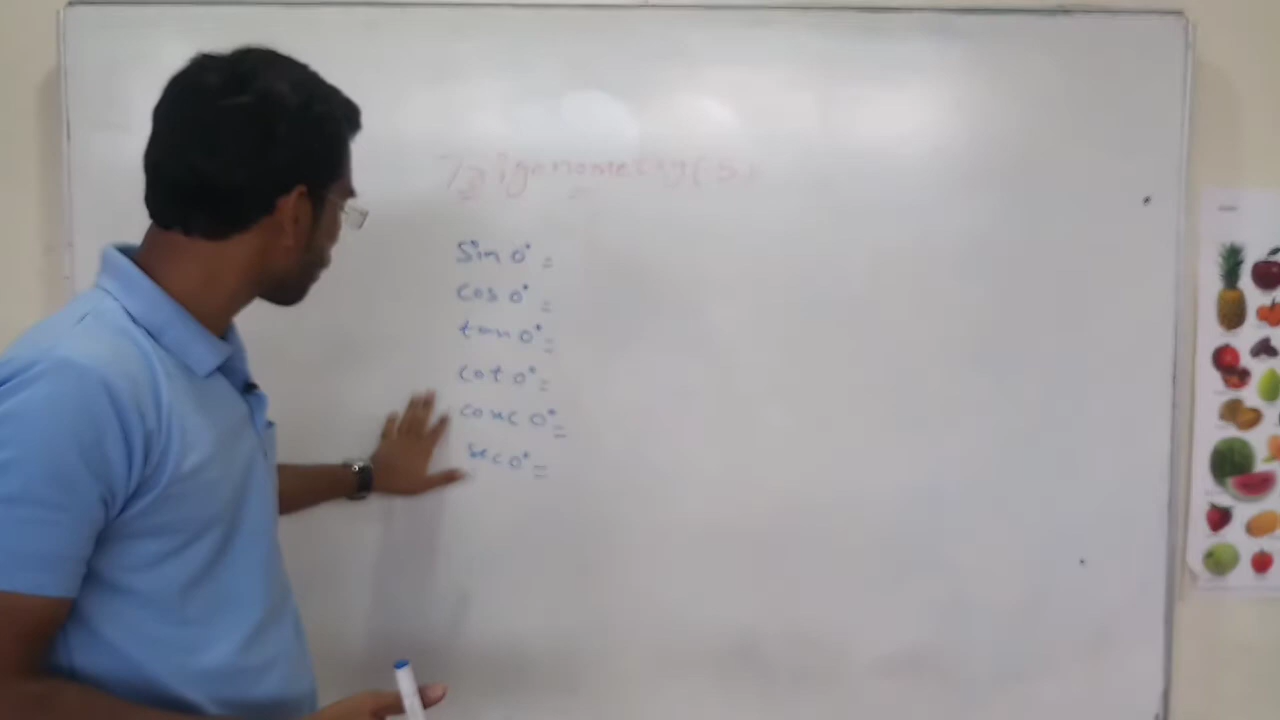 Trigonometry(5)
Sin 0° =
Cos 0° =
tan 0° =
Cot 0° =
Cosec 0° =
Sec 0° =